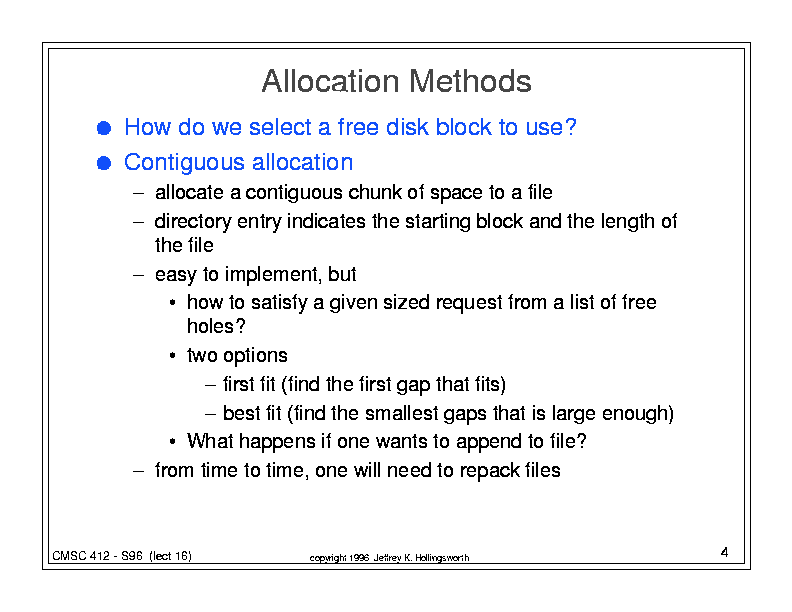 Allocation Methods
● How do we select a free disk block to use?
● Contiguous allocation
– allocate a contiguous chunk of space to a file
– directory entry indicates the starting block and the length of
the file
– easy to implement, but
• how to satisfy a given sized request from a list of free
holes?
• two options
– first fit (find the first gap that fits)
– best fit (find the smallest gaps that is large enough)
• What happens if one wants to append to file?
– from time to time, one will need to repack files
CMSC 412 - S96 (lect 16)
copyright 1996 Jeffrey K. Hollingsworth
4